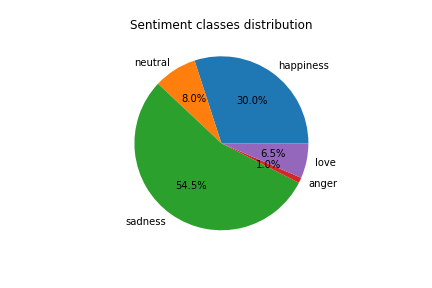 Sentiment classes distribution
neutral
happiness
30.0%
8.0%
6.5%
love
1.0%
anger
54.5%
sadness